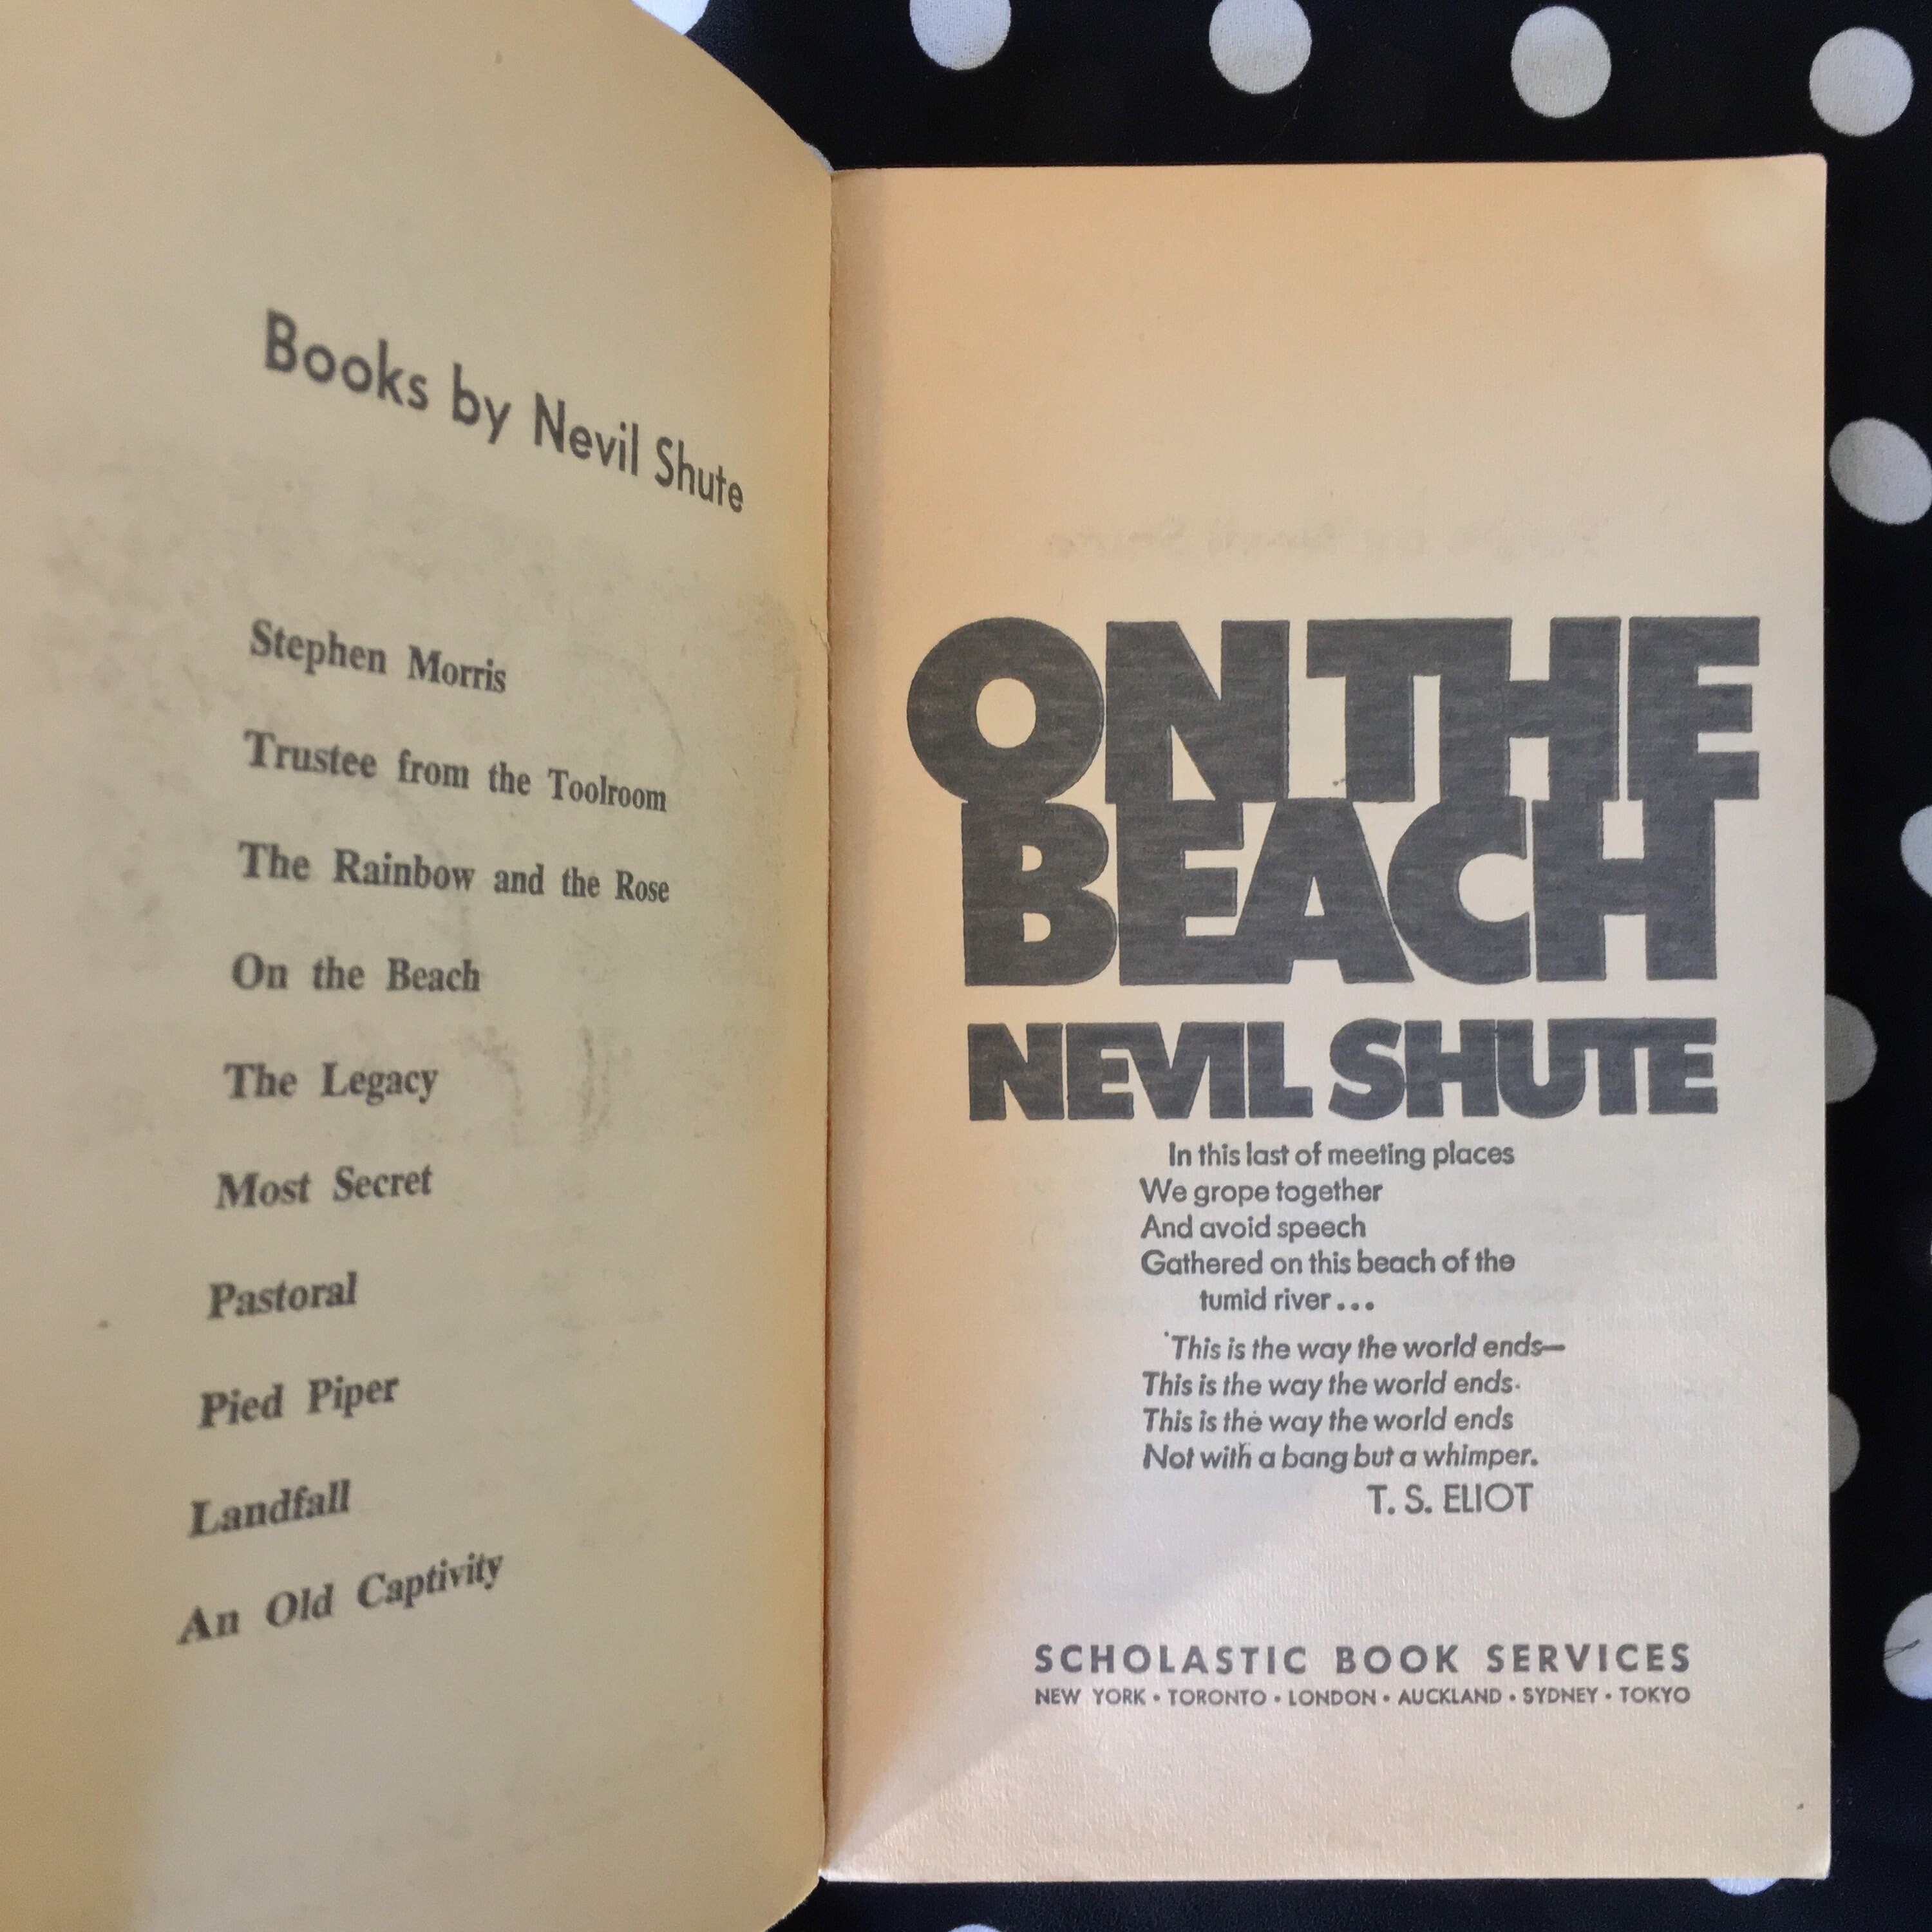 Books by Nevil Shute
Stephen Morris
Trustee from the Toolroom
The Rainbow and the Rose
On the Beach
The Legacy
Most Secret
Pastoral
Pied Piper
Landfall
An Old Captivity
ON THE
BEACH
NEVIL SHUTE
In this last of meeting places
We grope together
And avoid speech
Gathered on this beach of the
tumid river...
This is the way the world ends—
This is the way the world ends
This is the way the world ends
Not with a bang but a whimper.
T. S. ELIOT
SCHOLASTIC BOOK SERVICES
NEW YORK • TORONTO • LONDON • AUCKLAND • SYDNEY • TOKYO